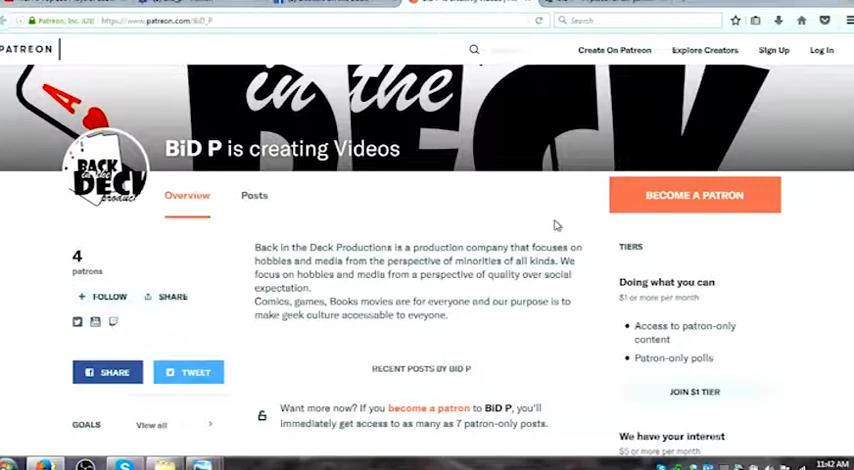 Patreon, Inc. (US)
https://www.patreon.com/BiD_P
Search
PATREON
Create On Patreon
Explore Creators
Sign Up
Log In
in the
DECK
A
BACK
in the
DECK
BiD P is creating Videos
Overview
Posts
BECOME A PATRON
4
patrons
FOLLOW
SHARE
SHARE
TWEET
GOALS
View all
Back in the Deck Productions is a production company that focuses on
hobbies and media from the perspective of minorities of all kinds. We
focus on hobbies and media from a perspective of quality over social
expectation.
Comics, games, Books movies are for everyone and our purpose is to
make geek culture accessable to everyone.
RECENT POSTS BY BID P
Want more now? If you become a patron to BiD P, you'll
immediately get access to as many as 7 patron-only posts.
TIERS
Doing what you can
$1 or more per month
Access to patron-only
content
Patron-only polls
JOIN $1 TIER
We have your interest
$5 or more per month
11:42 AM